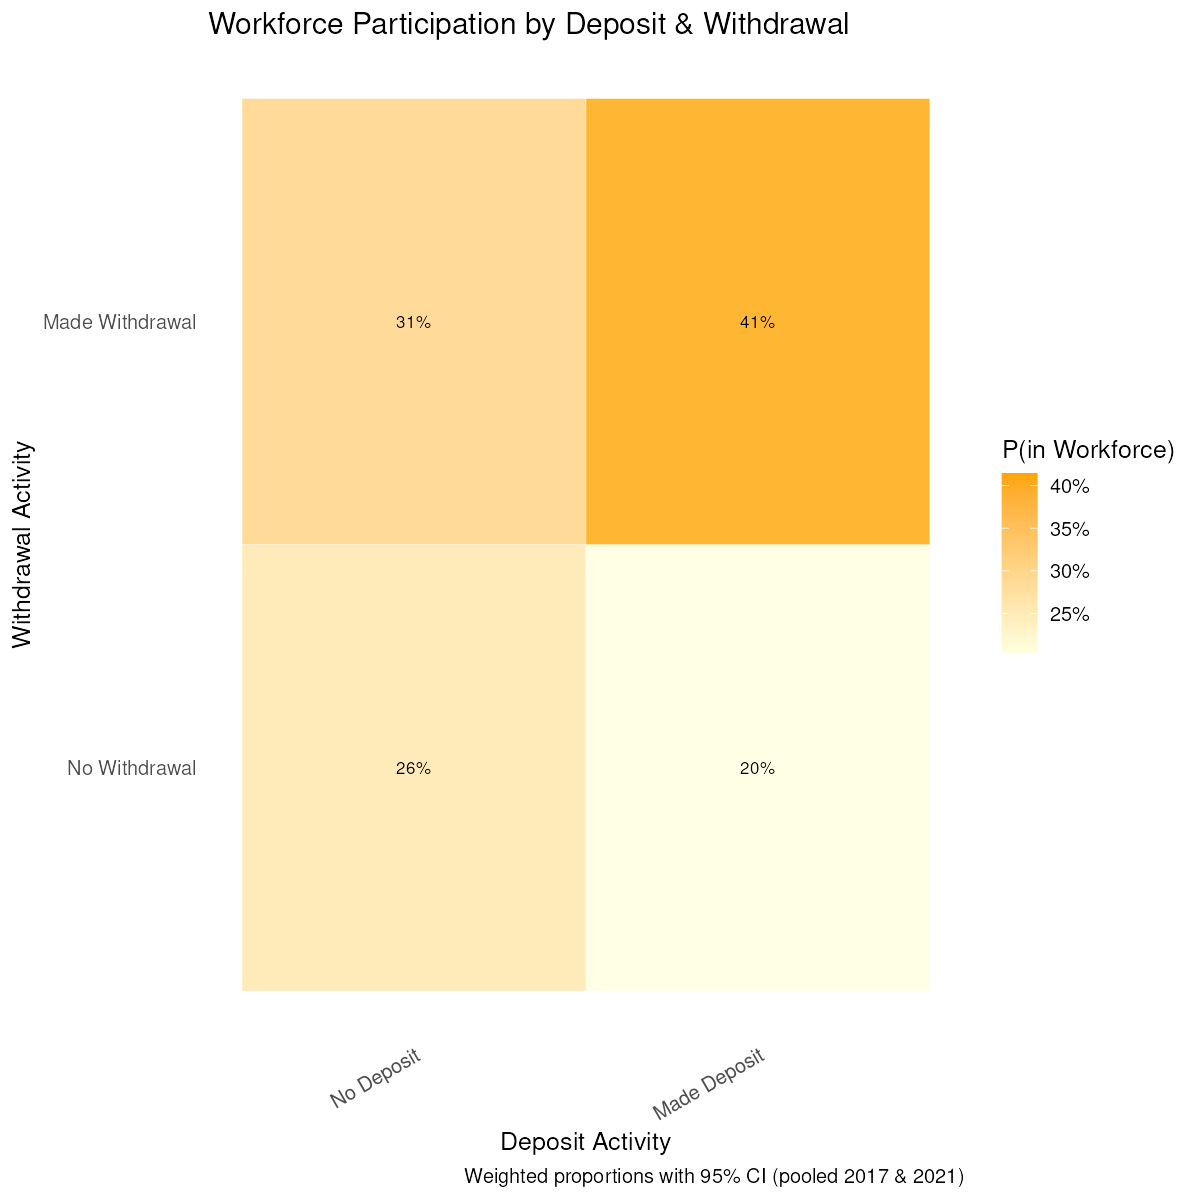 Workforce Participation by Deposit & Withdrawal
Made Withdrawal
31%
41%
Withdrawal Activity
P(in Workforce)
40%
35%
30%
25%
No Withdrawal
26%
20%
No Deposit
Made Deposit
Deposit Activity
Weighted proportions with 95% CI (pooled 2017 & 2021)